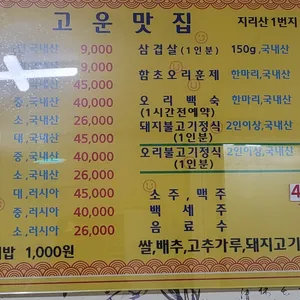 고운맛집
지리산 1번지
인,국내산 9,000
삼겹살(1인분) 150g,국내산
국내산 9,000
45,000
함초오리훈제 한마리,국내산
중,국내산 40,000
오리백숙 한마리,국내산
(1시간전예약)
소,국내산 26,000
대,국내산 45,000
돼지불고기정식 2인이상,국내산
(1인분)
중,국내산 40,000
오리불고기정식 2인이상,국내산
(1인분)
소,국내산 26,000
대,러시아 45,000
소주,맥주
중,러시아 40,000
백세주
소,러시아 26,000
음료수
비밥 1,000원
쌀,배추,고추가루,돼지고기